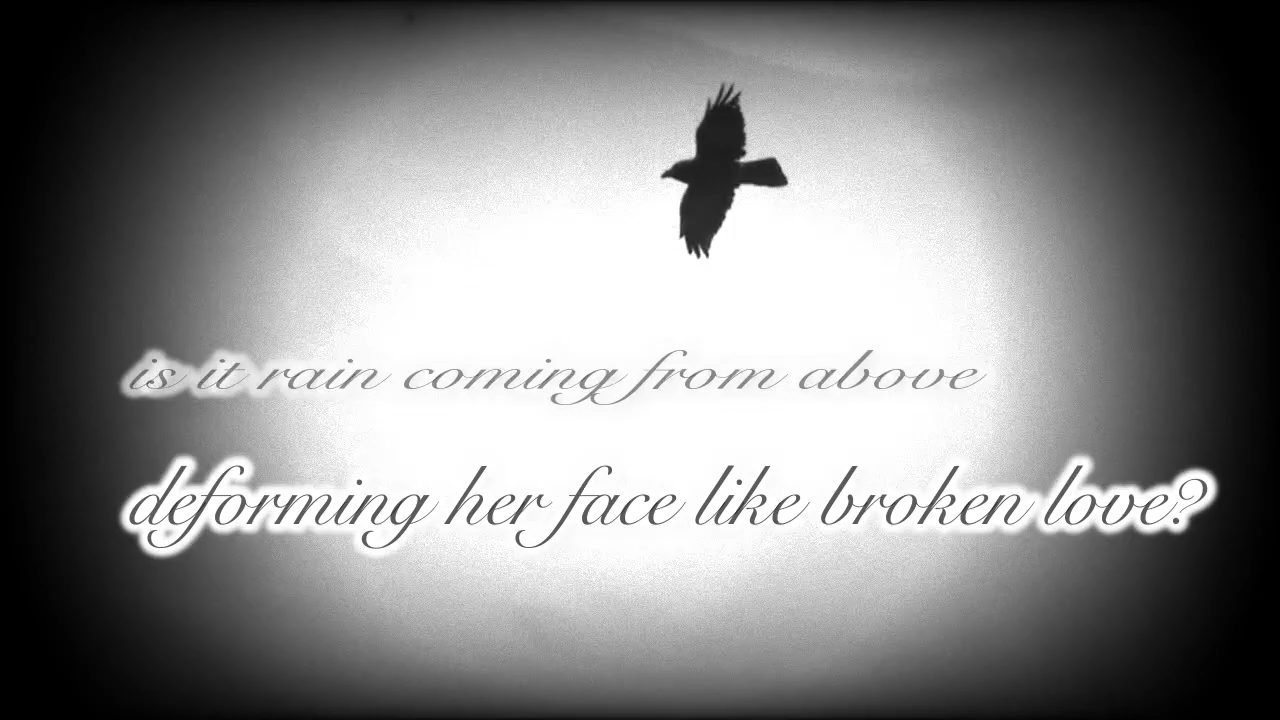 is it rain coming from above
deforming her face like broken love?